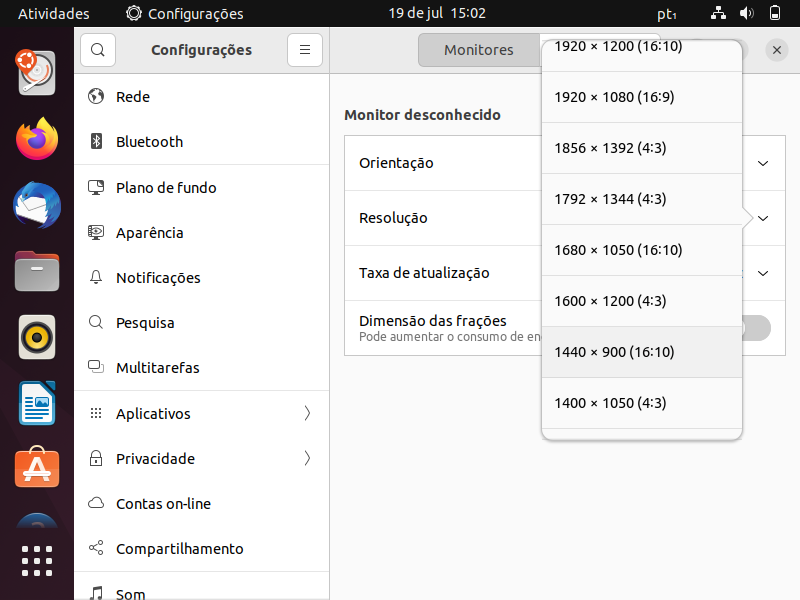 Atividades
Configurações
19 de jul 15:02
pt₁
Configurações
Monitores
Rede
Bluetooth
Plano de fundo
Aparência
Notificações
Pesquisa
Multitarefas
Aplicativos
Privacidade
Contas on-line
Compartilhamento
Som
Monitor desconhecido
Orientação
Resolução
Taxa de atualização
Dimensão das frações
Pode aumentar o consumo de
1920 × 1200 (16:10)
1920 × 1080 (16:9)
1856 × 1392 (4:3)
1792 × 1344 (4:3)
1680 × 1050 (16:10)
1600 × 1200 (4:3)
1440 × 900 (16:10)
1400 × 1050 (4:3)